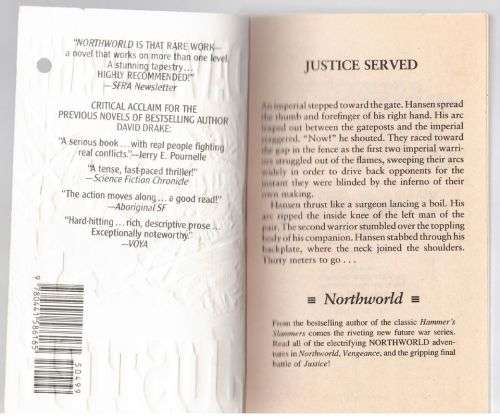 "NORTHWORLD IS THAT RARE WORK—
a novel that works on more than one level.
A stunning tapestry...
HIGHLY RECOMMENDED!"
—SFRA Newsletter
CRITICAL ACCLAIM FOR THE
PREVIOUS NOVELS OF BESTSELLING AUTHOR
DAVID DRAKE:
"A serious book...with real people fighting
real conflicts."—Jerry E. Pournelle
"A tense, fast-paced thriller!"
—Science Fiction Chronicle
"The action moves along...a good read!"
—Aboriginal SF
"Hard-hitting...rich, descriptive prose...
Exceptionally noteworthy."
—VOYA
50499
JUSTICE SERVED
An imperial stepped toward the gate. Hansen spread
the thumb and forefinger of his right hand. His arc
leaped out between the gateposts and the imperial
staggered. "Now!" he shouted. They raced toward
the gap in the fence as the first two imperial warri-
ors struggled out of the flames, sweeping their arcs
widely in order to drive back opponents for the
instant they were blinded by the inferno of their
own making.
Hansen thrust like a surgeon lancing a boil. His
arc ripped the inside knee of the left man of the
pair. The second warrior stumbled over the toppling
body of his companion. Hansen stabbed through his
backplate, where the neck joined the shoulders.
Thirty meters to go...
≡ Northworld ≡
From the bestselling author of the classic Hammer's
Slammers comes the riveting new future war series.
Read all of the electrifying NORTHWORLD adven-
tures in Northworld, Vengeance, and the gripping final
battle of Justice!